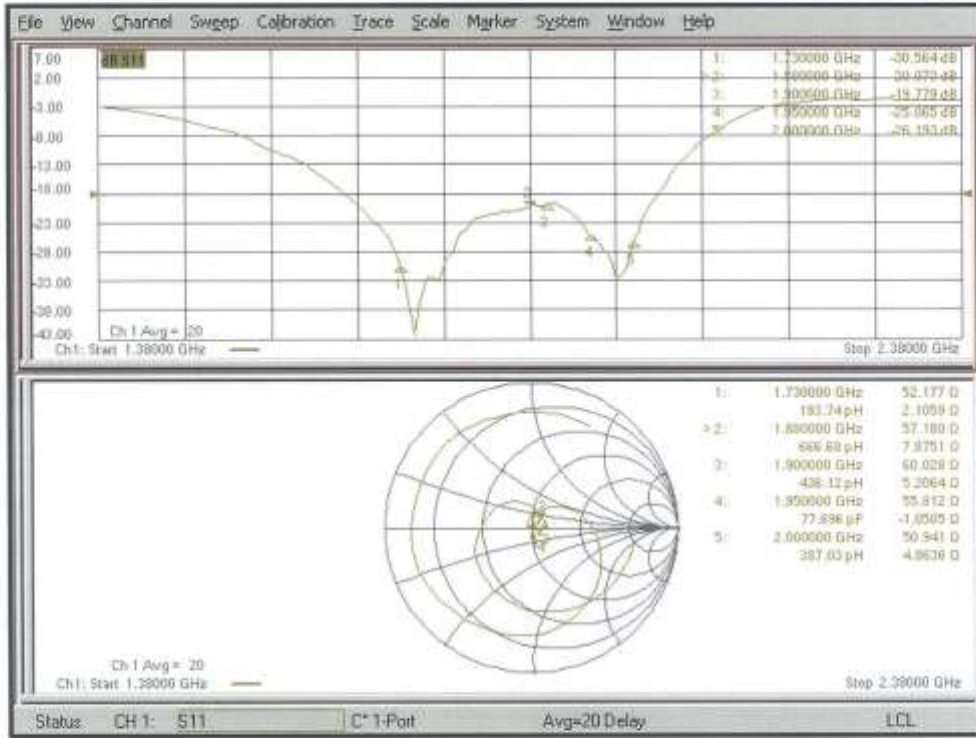 File View Channel Sweep Calibration Trace Scale Marker System Window Help
7.00
2.00
-3.00
-8.00
-13.00
-18.00
-23.00
-28.00
-33.00
-38.00
-43.00
dB S11
1: 1.730000 GHz -30.564 dB
>2:
3: 1.900000 GHz -19.779 dB
4: 1.950000 GHz -25.065 dB
2.000000 GHz -26.193 dB
1
3
4
Ch 1 Avg = 20
Ch1: Start 1.38000 GHz Stop 2.38000 GHz
1: 1.730000 GHz 52.177 Ω
193.74 pH 2.1059 Ω
>2: 1.880000 GHz 57.180 Ω
666.68 pH 7.8751 Ω
3: 1.900000 GHz 60.028 Ω
436.12 pH 5.2064 Ω
4: 1.950000 GHz 55.812 Ω
77.696 pF -1.0505 Ω
5: 2.000000 GHz 50.941 Ω
387.03 pH 4.8636 Ω
Ch 1 Avg = 20
Ch1: Start 1.38000 GHz Stop 2.38000 GHz
Status CH 1: S11 C* 1-Port Avg=20 Delay LCL